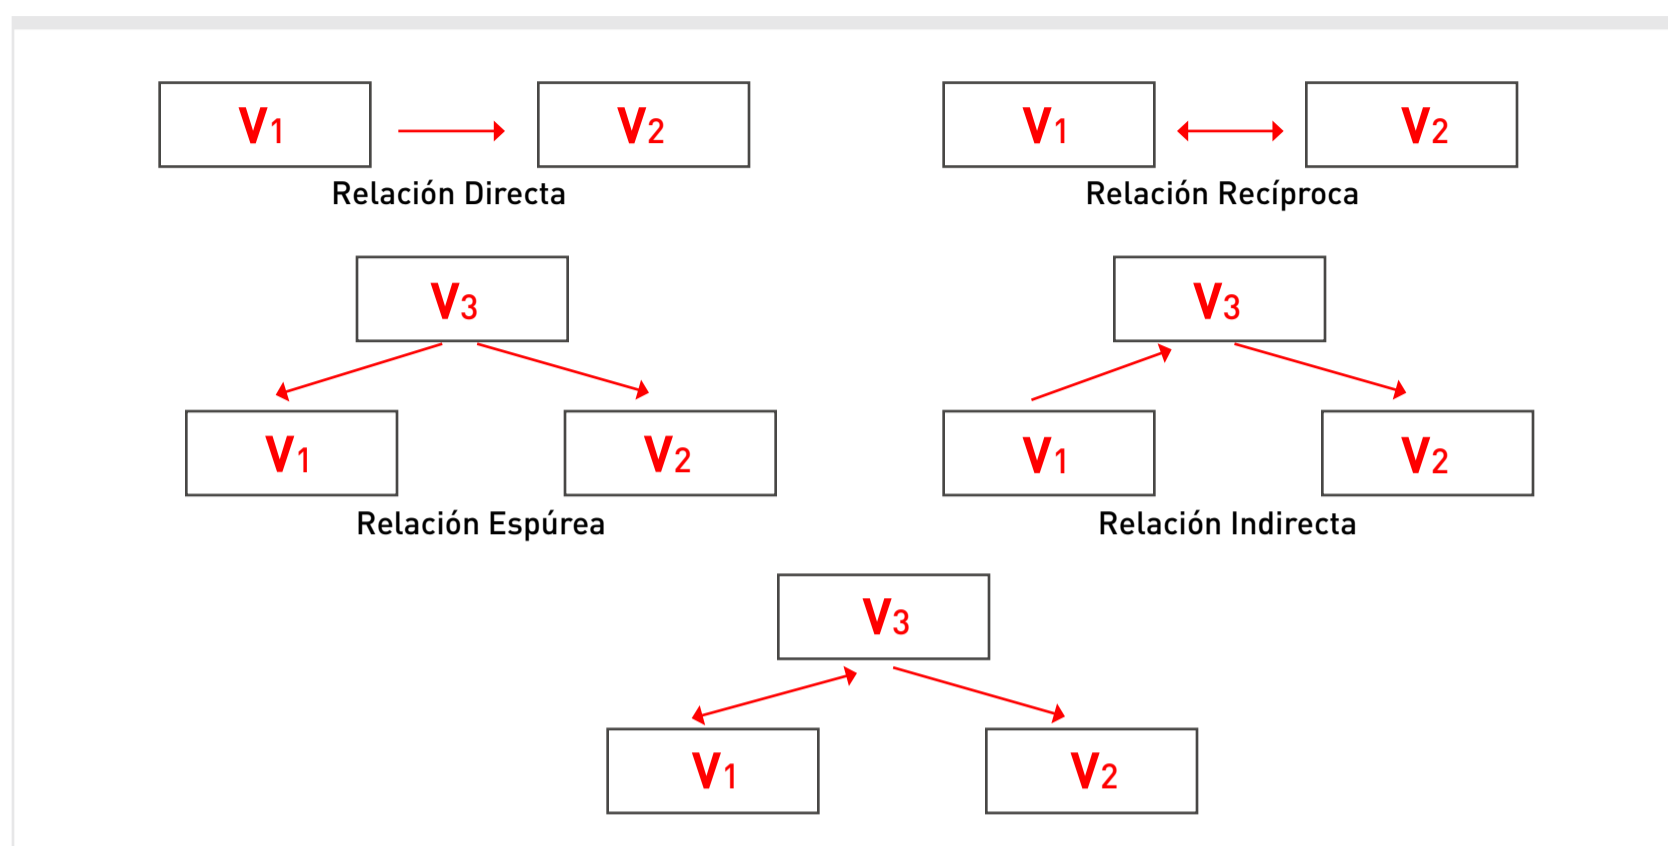 V1 V2 V1 V2
Relación Directa Relación Recíproca
V3 V3
V1 V2 V1 V2
Relación Espúrea Relación Indirecta
V3
V1 V2